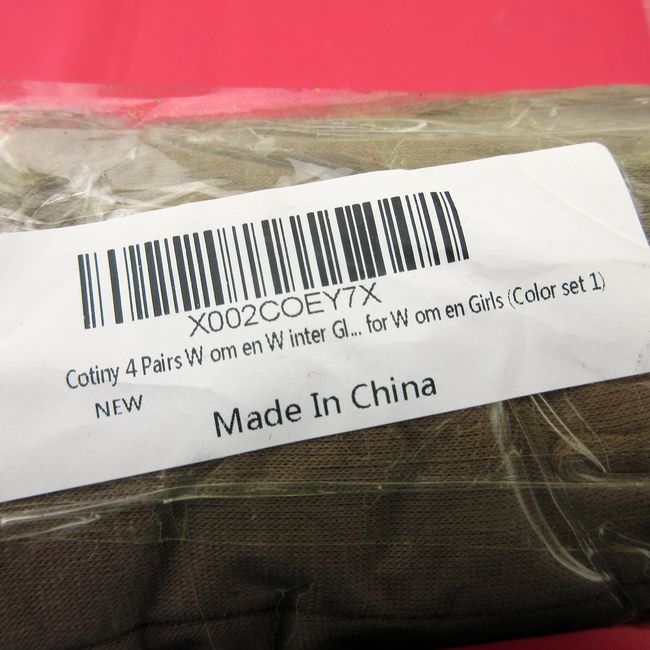 X002COEY7X
Cotiny 4 Pairs W om en W inter Gl... for W om en Girls (Color set 1)
NEW
Made In China